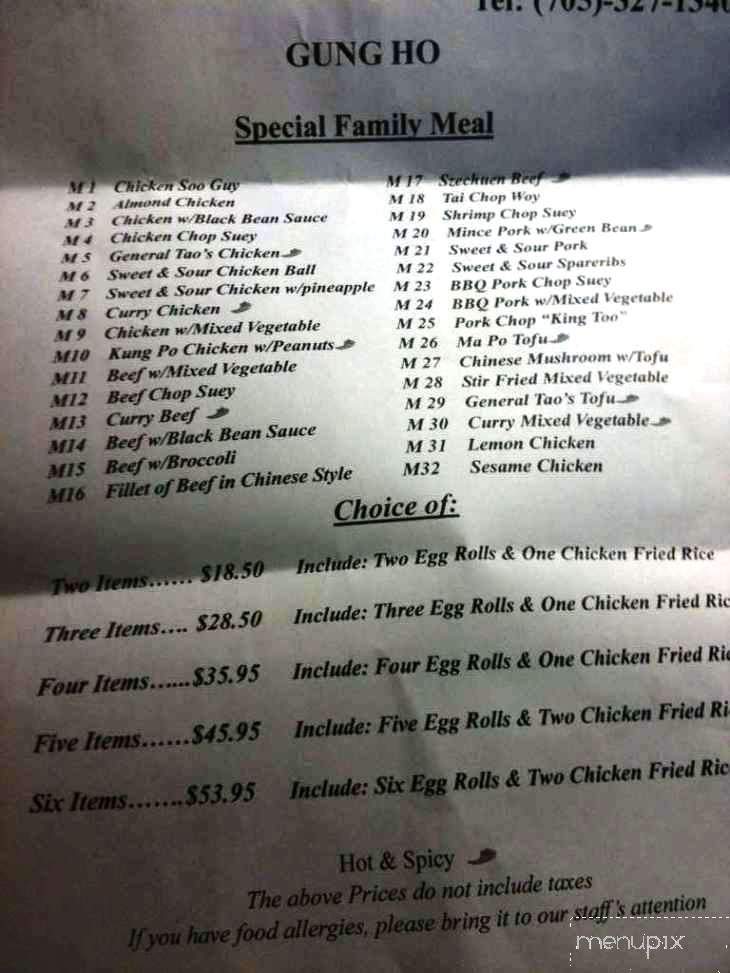 Tel: (705)-327-1340
GUNG HO
Special Family Meal
M 1 Chicken Soo Guy
M 2 Almond Chicken
M 3 Chicken w/Black Bean Sauce
M 4 Chicken Chop Suey
M 5 General Tao's Chicken
M 6 Sweet & Sour Chicken Ball
M 7 Sweet & Sour Chicken w/pineapple
M 8 Curry Chicken
M 9 Chicken w/Mixed Vegetable
M10 Kung Po Chicken w/Peanuts
M11 Beef w/Mixed Vegetable
M12 Beef Chop Suey
M13 Curry Beef
M14 Beef w/Black Bean Sauce
M15 Beef w/Broccoli
M16 Fillet of Beef in Chinese Style
M 17 Szechuen Beef
M 18 Tai Chop Woy
M 19 Shrimp Chop Suey
M 20 Mince Pork w/Green Bean
M 21 Sweet & Sour Pork
M 22 Sweet & Sour Spareribs
M 23 BBQ Pork Chop Suey
M 24 BBQ Pork w/Mixed Vegetable
M 25 Pork Chop "King Too"
M 26 Ma Po Tofu
M 27 Chinese Mushroom w/Tofu
M 28 Stir Fried Mixed Vegetable
M 29 General Tao's Tofu
M 30 Curry Mixed Vegetable
M 31 Lemon Chicken
M32 Sesame Chicken
Choice of:
Two Items...... $18.50 Include: Two Egg Rolls & One Chicken Fried Rice
Three Items.... $28.50 Include: Three Egg Rolls & One Chicken Fried Ric
Four Items......$35.95 Include: Four Egg Rolls & One Chicken Fried Ric
Five Items......$45.95 Include: Five Egg Rolls & Two Chicken Fried Ri
Six Items.......$53.95 Include: Six Egg Rolls & Two Chicken Fried Rice
Hot & Spicy
The above Prices do not include taxes
If you have food allergies, please bring it to our staff's attention
menupix